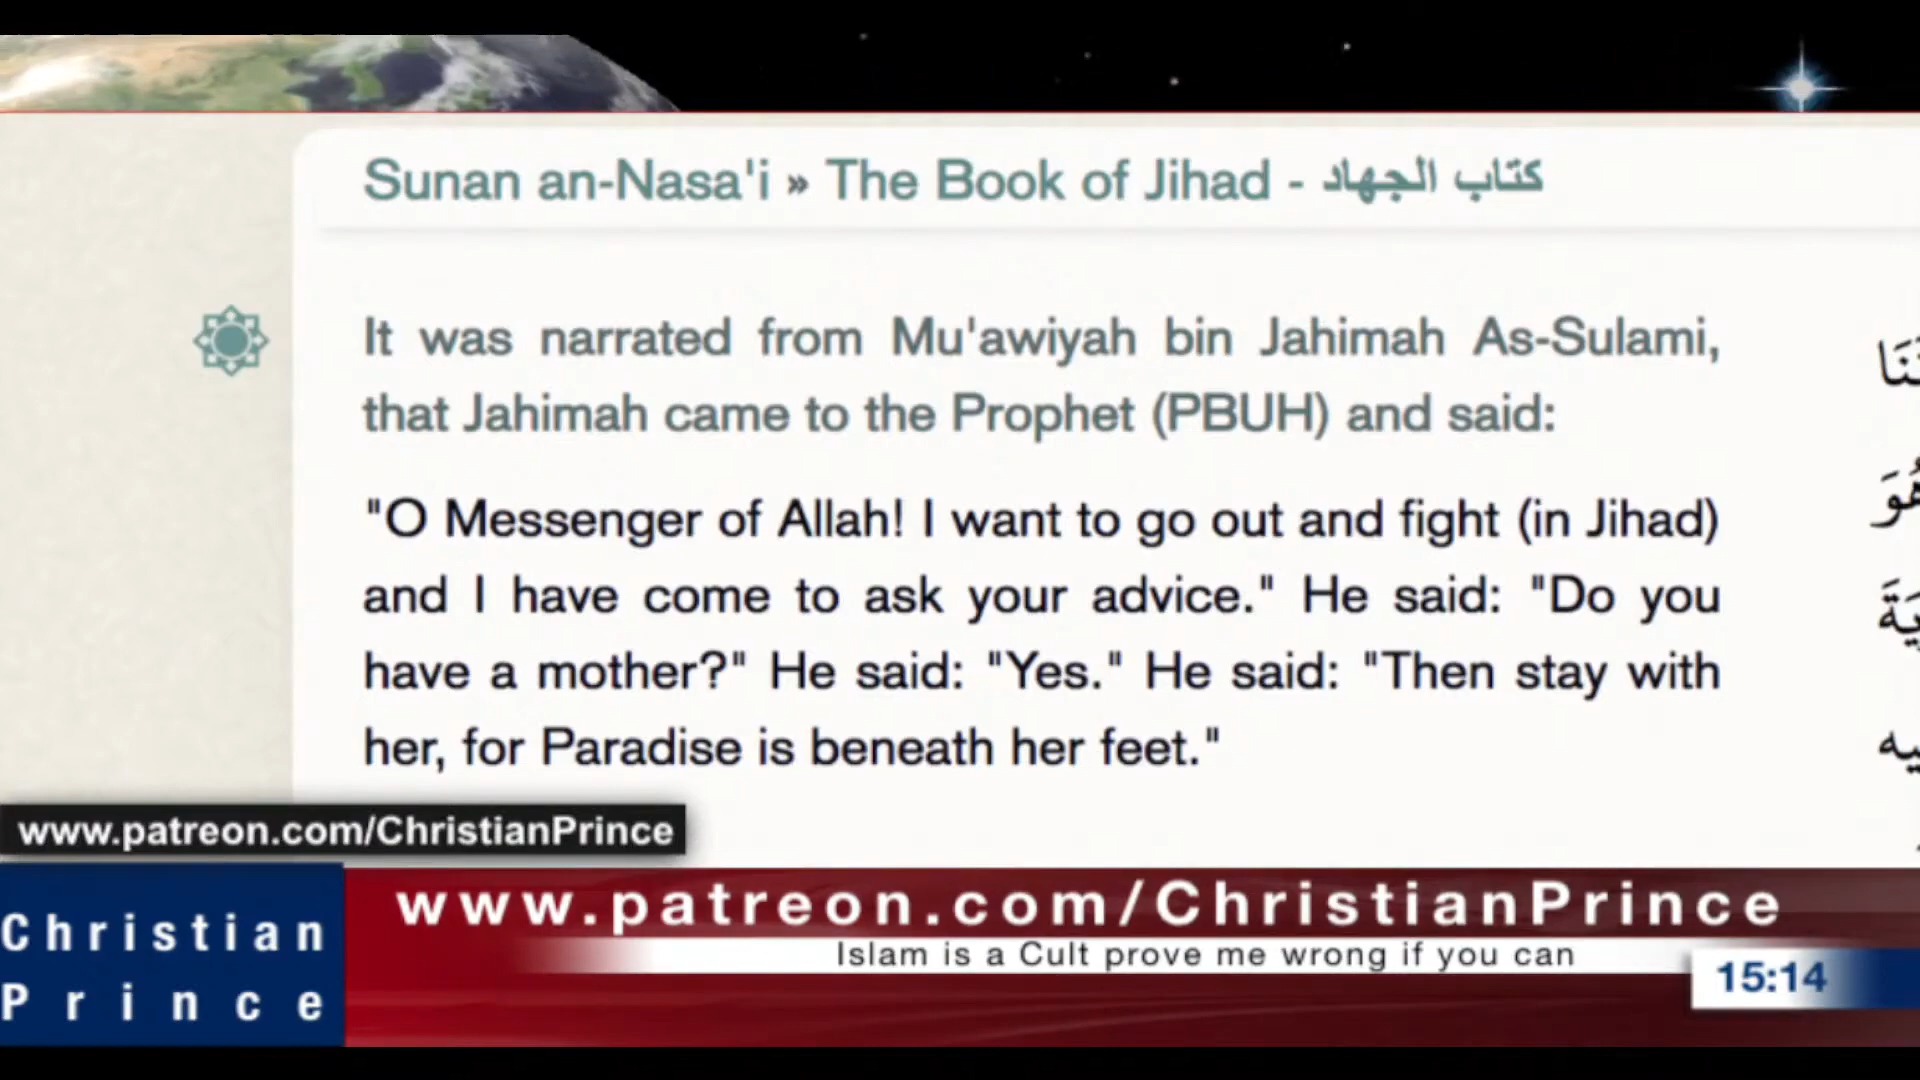 Sunan an-Nasa'i » The Book of Jihad - كتاب الجهاد
It was narrated from Mu'awiyah bin Jahimah As-Sulami,
that Jahimah came to the Prophet (PBUH) and said:
"O Messenger of Allah! I want to go out and fight (in Jihad)
and I have come to ask your advice." He said: "Do you
have a mother?" He said: "Yes." He said: "Then stay with
her, for Paradise is beneath her feet."
هُوَ
www.patreon.com/ChristianPrince
Christian
Prince
www.patreon.com/ChristianPrince
Islam is a Cult prove me wrong if you can
15:14